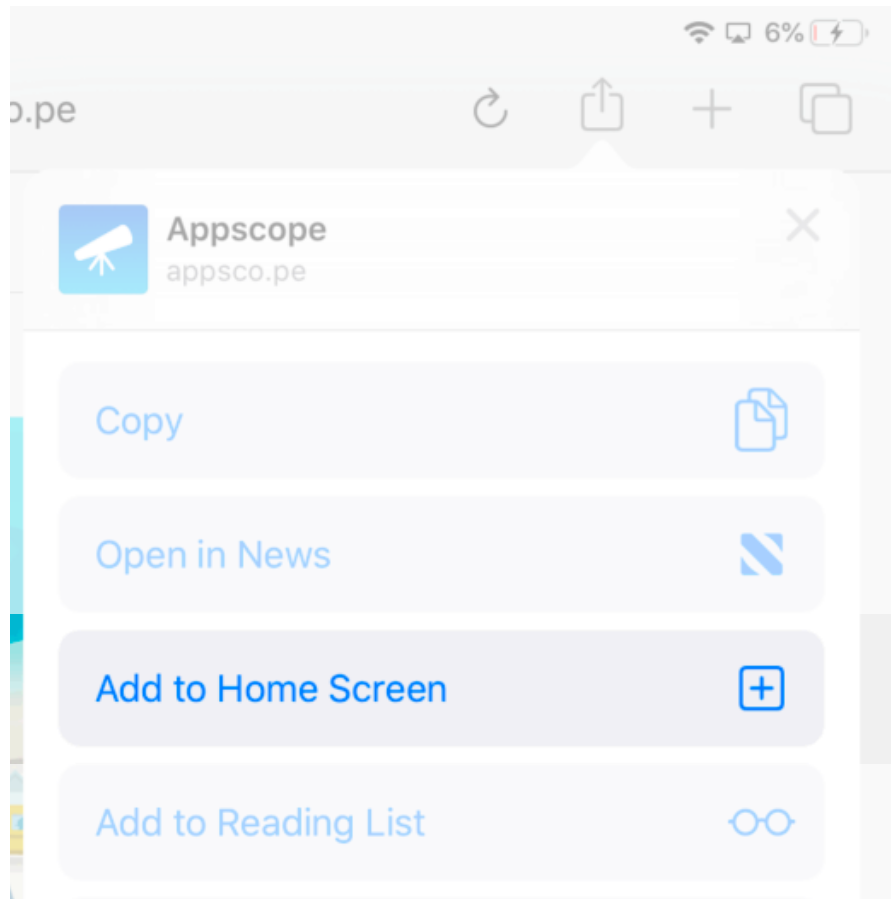 6%
o.pe
Appscope
appsco.pe
Copy
Open in News
Add to Home Screen
Add to Reading List